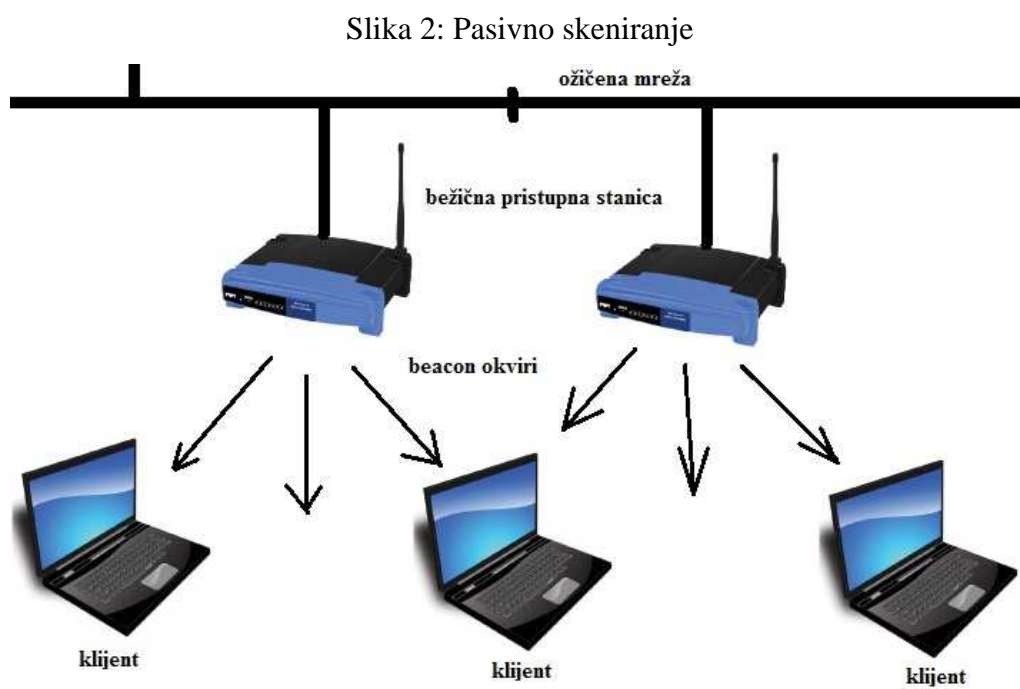 Slika 2: Pasivno skeniranje
ožičena mreža
bežična pristupna stanica
beacon okviri
klijent
klijent
klijent